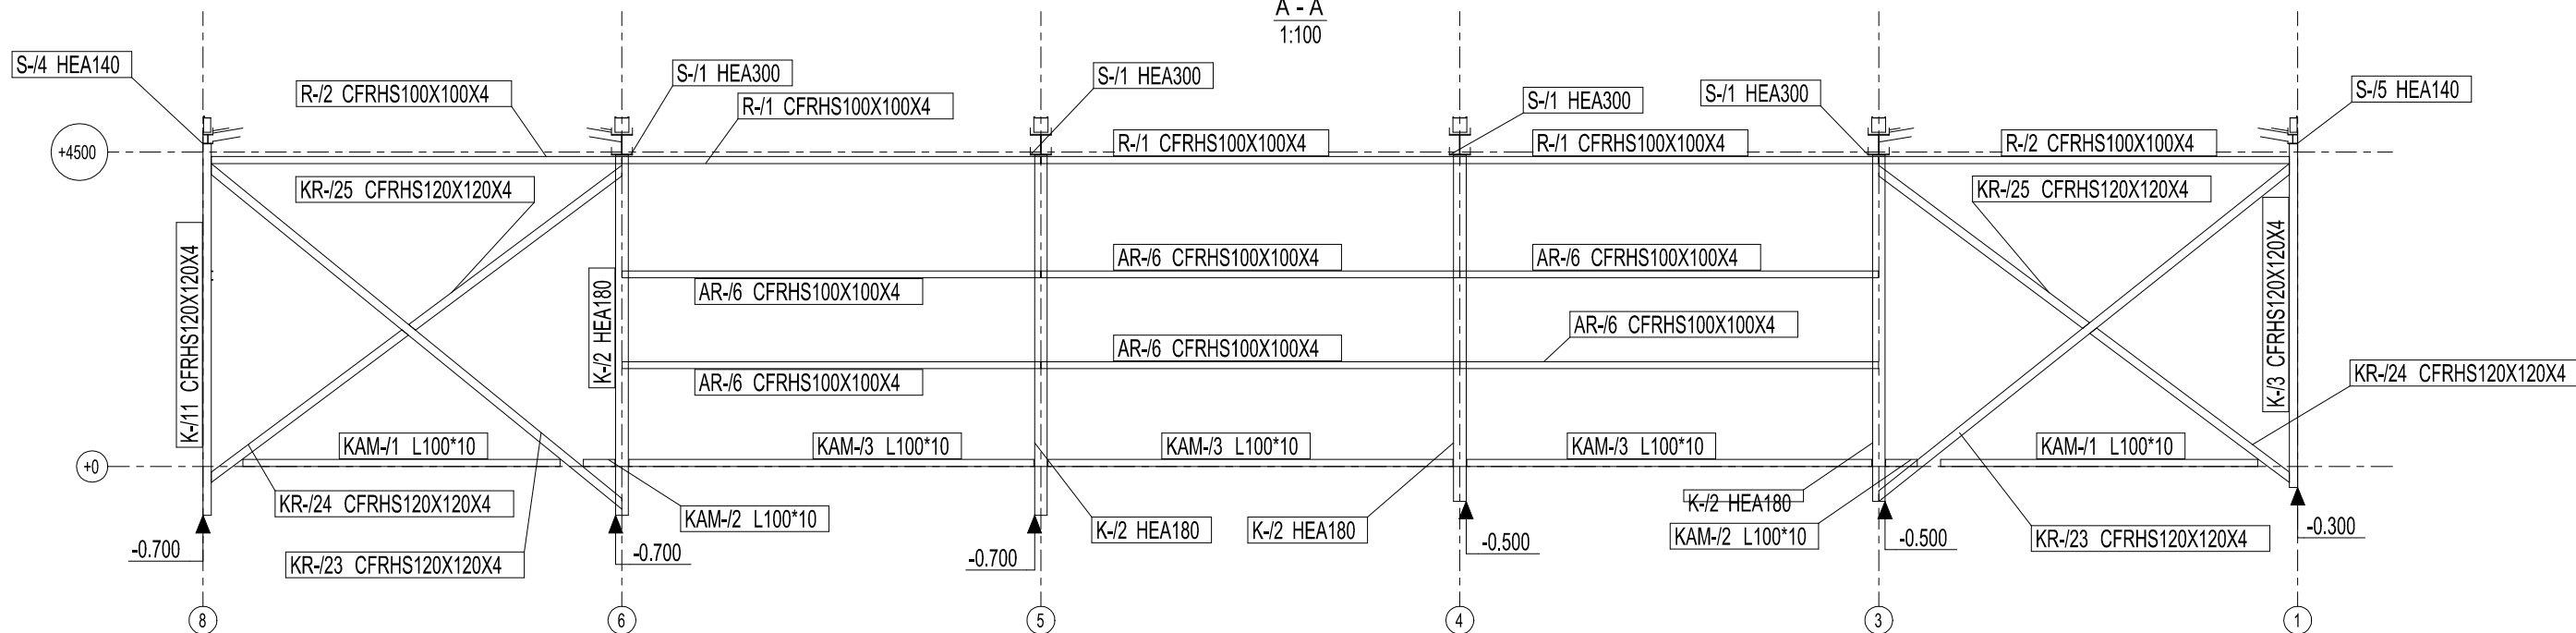 A - A
1:100
S-/4 HEA140
R-/2 CFRHS100X100X4
S-/1 HEA300
R-/1 CFRHS100X100X4
S-/1 HEA300
S-/1 HEA300
S-/1 HEA300
S-/5 HEA140
+4500
R-/1 CFRHS100X100X4
R-/1 CFRHS100X100X4
R-/2 CFRHS100X100X4
KR-/25 CFRHS120X120X4
KR-/25 CFRHS120X120X4
K-/11 CFRHS120X120X4
K-/2 HEA180
K-/3 CFRHS120X120X4
AR-/6 CFRHS100X100X4
AR-/6 CFRHS100X100X4
AR-/6 CFRHS100X100X4
AR-/6 CFRHS100X100X4
AR-/6 CFRHS100X100X4
AR-/6 CFRHS100X100X4
KR-/24 CFRHS120X120X4
+0
KAM-/1 L100*10
KAM-/3 L100*10
KAM-/3 L100*10
KAM-/3 L100*10
KAM-/1 L100*10
KR-/24 CFRHS120X120X4
KAM-/2 L100*10
K-/2 HEA180
K-/2 HEA180
K-/2 HEA180
KAM-/2 L100*10
KR-/23 CFRHS120X120X4
KR-/23 CFRHS120X120X4
-0.700
-0.700
-0.700
-0.500
-0.500
-0.300
8
6
5
4
3
1